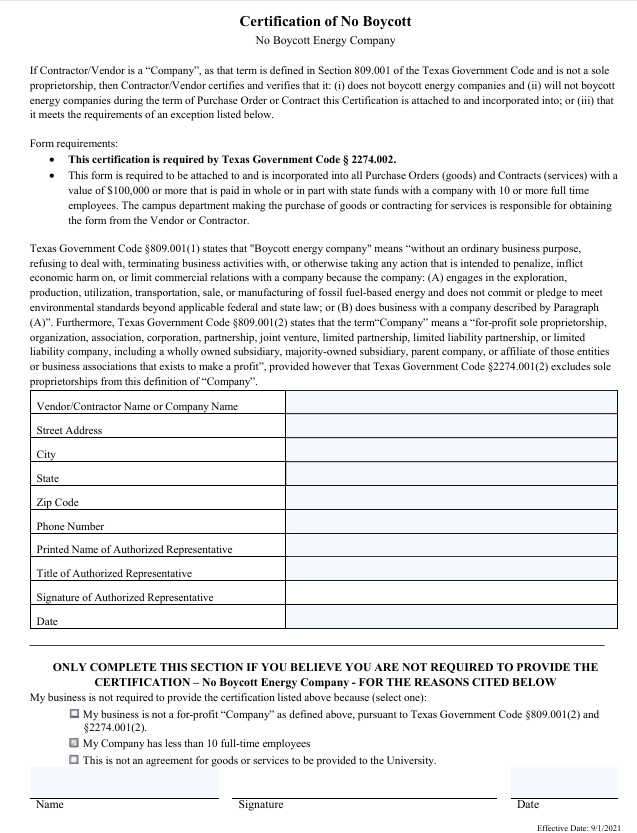 Certification of No Boycott
No Boycott Energy Company
If Contractor/Vendor is a “Company”, as that term is defined in Section 809.001 of the Texas Government Code and is not a sole
proprietorship, then Contractor/Vendor certifies and verifies that it: (i) does not boycott energy companies and (ii) will not boycott
energy companies during the term of Purchase Order or Contract this Certification is attached to and incorporated into; or (iii) that
it meets the requirements of an exception listed below.
Form requirements:
• This certification is required by Texas Government Code § 2274.002.
• This form is required to be attached to and is incorporated into all Purchase Orders (goods) and Contracts (services) with a
value of $100,000 or more that is paid in whole or in part with state funds with a company with 10 or more full time
employees. The campus department making the purchase of goods or contracting for services is responsible for obtaining
the form from the Vendor or Contractor.
Texas Government Code §809.001(1) states that "Boycott energy company" means “without an ordinary business purpose,
refusing to deal with, terminating business activities with, or otherwise taking any action that is intended to penalize, inflict
economic harm on, or limit commercial relations with a company because the company: (A) engages in the exploration,
production, utilization, transportation, sale, or manufacturing of fossil fuel-based energy and does not commit or pledge to meet
environmental standards beyond applicable federal and state law; or (B) does business with a company described by Paragraph
(A)”. Furthermore, Texas Government Code §809.001(2) states that the term“Company” means a “for-profit sole proprietorship,
organization, association, corporation, partnership, joint venture, limited partnership, limited liability partnership, or limited
liability company, including a wholly owned subsidiary, majority-owned subsidiary, parent company, or affiliate of those entities
or business associations that exists to make a profit”, provided however that Texas Government Code §2274.001(2) excludes sole
proprietorships from this definition of “Company”.
Vendor/Contractor Name or Company Name
Street Address
City
State
Zip Code
Phone Number
Printed Name of Authorized Representative
Title of Authorized Representative
Signature of Authorized Representative
Date
ONLY COMPLETE THIS SECTION IF YOU BELIEVE YOU ARE NOT REQUIRED TO PROVIDE THE
CERTIFICATION – No Boycott Energy Company - FOR THE REASONS CITED BELOW
My business is not required to provide the certification listed above because (select one):
My business is not a for-profit “Company” as defined above, pursuant to Texas Government Code §809.001(2) and
§2274.001(2).
My Company has less than 10 full-time employees
This is not an agreement for goods or services to be provided to the University.
Name Signature Date
Effective Date: 9/1/2021